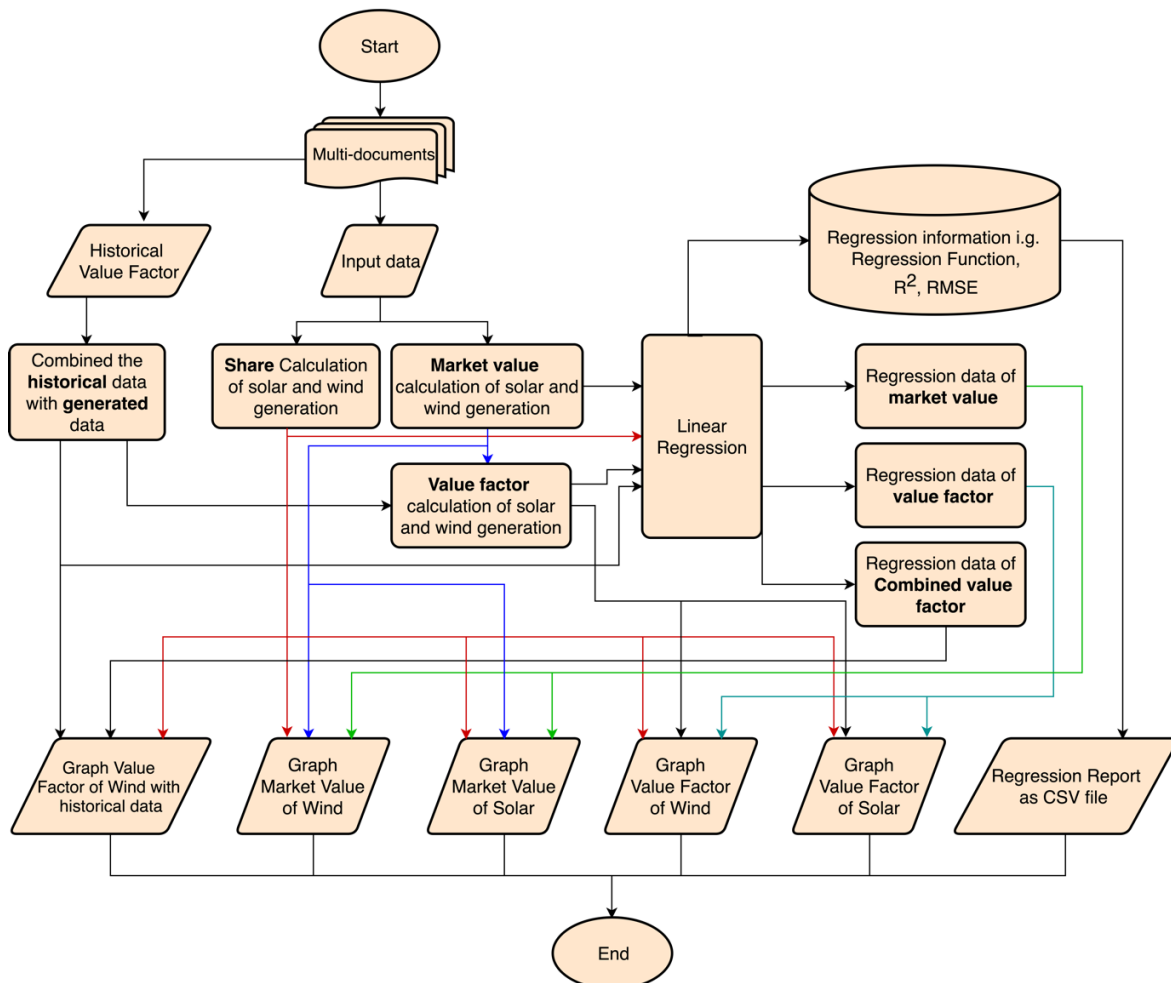 Start
Multi-documents
Historical
Value Factor
Input data
Regression information i.g.
Regression Function,
R², RMSE
Combined the
historical data
with generated
data
Share Calculation
of solar and wind
generation
Market value
calculation of solar and
wind generation
Linear
Regression
Regression data of
market value
Value factor
calculation of solar
and wind generation
Regression data of
value factor
Regression data of
Combined value
factor
Graph Value
Factor of Wind with
historical data
Graph
Market Value
of Wind
Graph
Market Value
of Solar
Graph
Value Factor
of Wind
Graph
Value Factor
of Solar
Regression Report
as CSV file
End